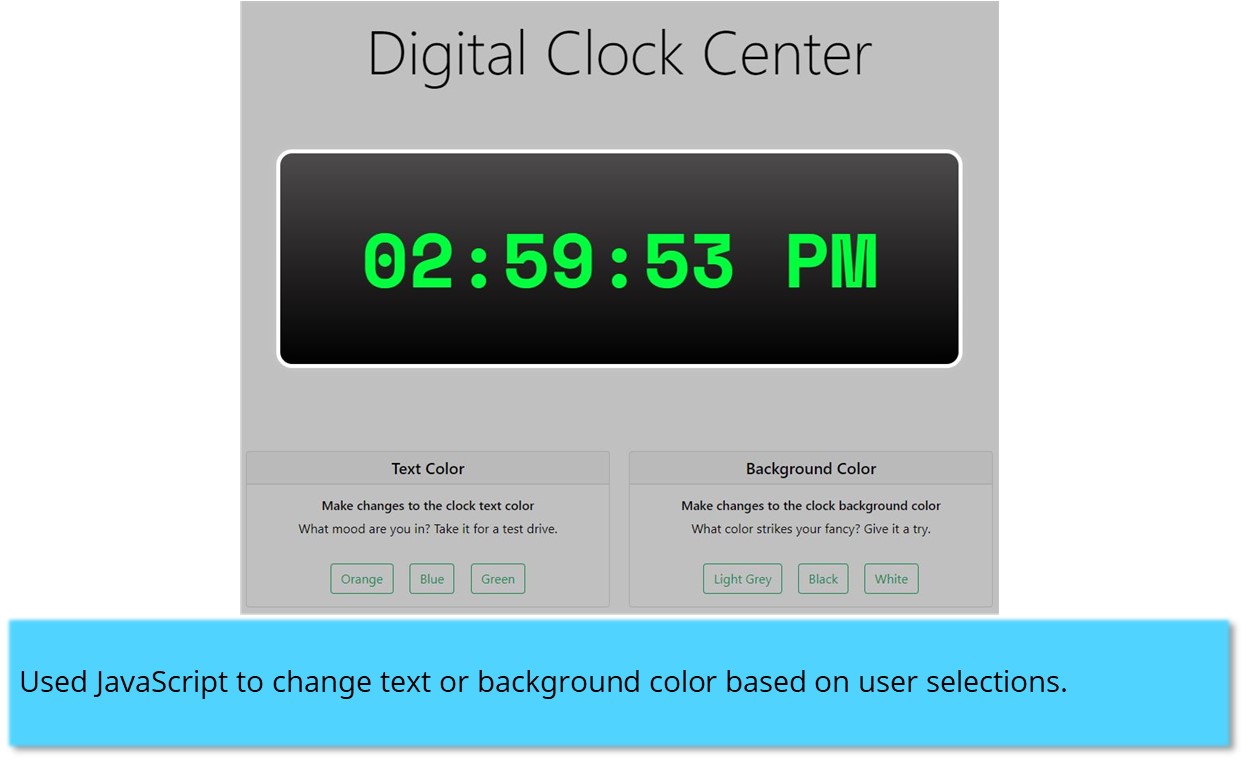 Digital Clock Center
02:59:53 PM
Text Color
Make changes to the clock text color
What mood are you in? Take it for a test drive.
Orange Blue Green
Background Color
Make changes to the clock background color
What color strikes your fancy? Give it a try.
Light Grey Black White
Used JavaScript to change text or background color based on user selections.